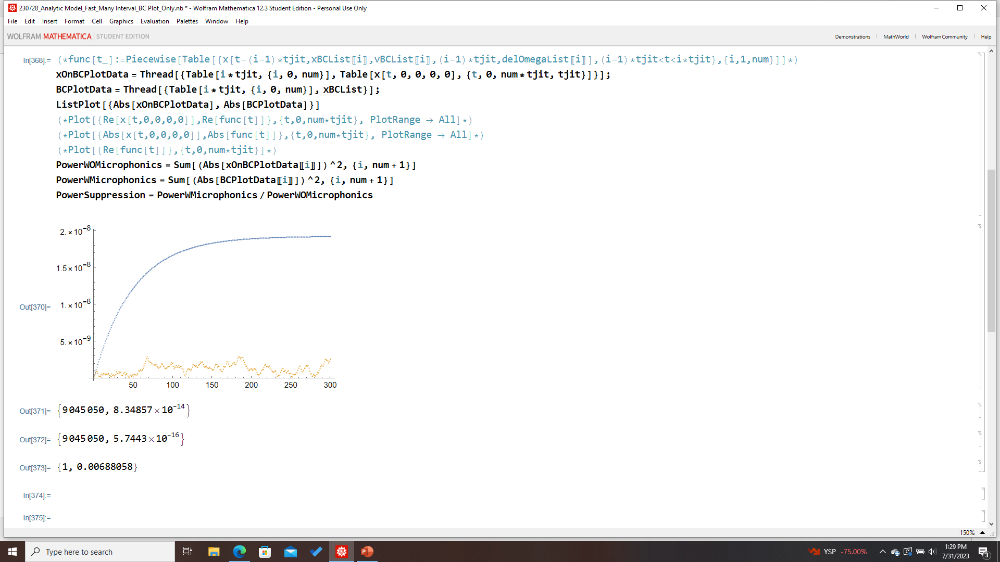 230728_Analytic Model_Fast_Many Interval_BC Plot_Only.nb * - Wolfram Mathematica 12.3 Student Edition - Personal Use Only
File Edit Insert Format Cell Graphics Evaluation Palettes Window Help
WOLFRAM MATHEMATICA STUDENT EDITION Demonstrations MathWorld Wolfram Community Help
In[368]:= (*func[t_]:=Piecewise[Table[{x[t-(i-1)*tjit,xBCList〚i〛,vBCList〚i〛,(i-1)*tjit,delOmegaList〚i〛],(i-1)*tjit<t<i*tjit},{i,1,num}]]*)
xOnBCPlotData = Thread[{Table[i*tjit, {i, 0, num}], Table[x[t, 0, 0, 0, 0], {t, 0, num*tjit, tjit}]}];
BCPlotData = Thread[{Table[i*tjit, {i, 0, num}], xBCList}];
ListPlot[{Abs[xOnBCPlotData], Abs[BCPlotData]}]
(*Plot[{Re[x[t,0,0,0,0]],Re[func[t]]},{t,0,num*tjit}, PlotRange → All]*)
(*Plot[{Abs[x[t,0,0,0,0]],Abs[func[t]]},{t,0,num*tjit}, PlotRange → All]*)
(*Plot[{Re[func[t]]},{t,0,num*tjit}]*)
PowerWOMicrophonics = Sum[(Abs[xOnBCPlotData〚i〛])^2, {i, num + 1}]
PowerWMicrophonics = Sum[(Abs[BCPlotData〚i〛])^2, {i, num + 1}]
PowerSuppression = PowerWMicrophonics / PowerWOMicrophonics
2.×10⁻⁸
1.5×10⁻⁸
Out[370]= 1.×10⁻⁸
5.×10⁻⁹
50 100 150 200 250 300
Out[371]= {9045050, 8.34857×10⁻¹⁴}
Out[372]= {9045050, 5.7443×10⁻¹⁶}
Out[373]= {1, 0.00688058}
In[374]:=
In[375]:=
150%
Type here to search YSP -75.00% 1:29 PM
7/31/2023 3